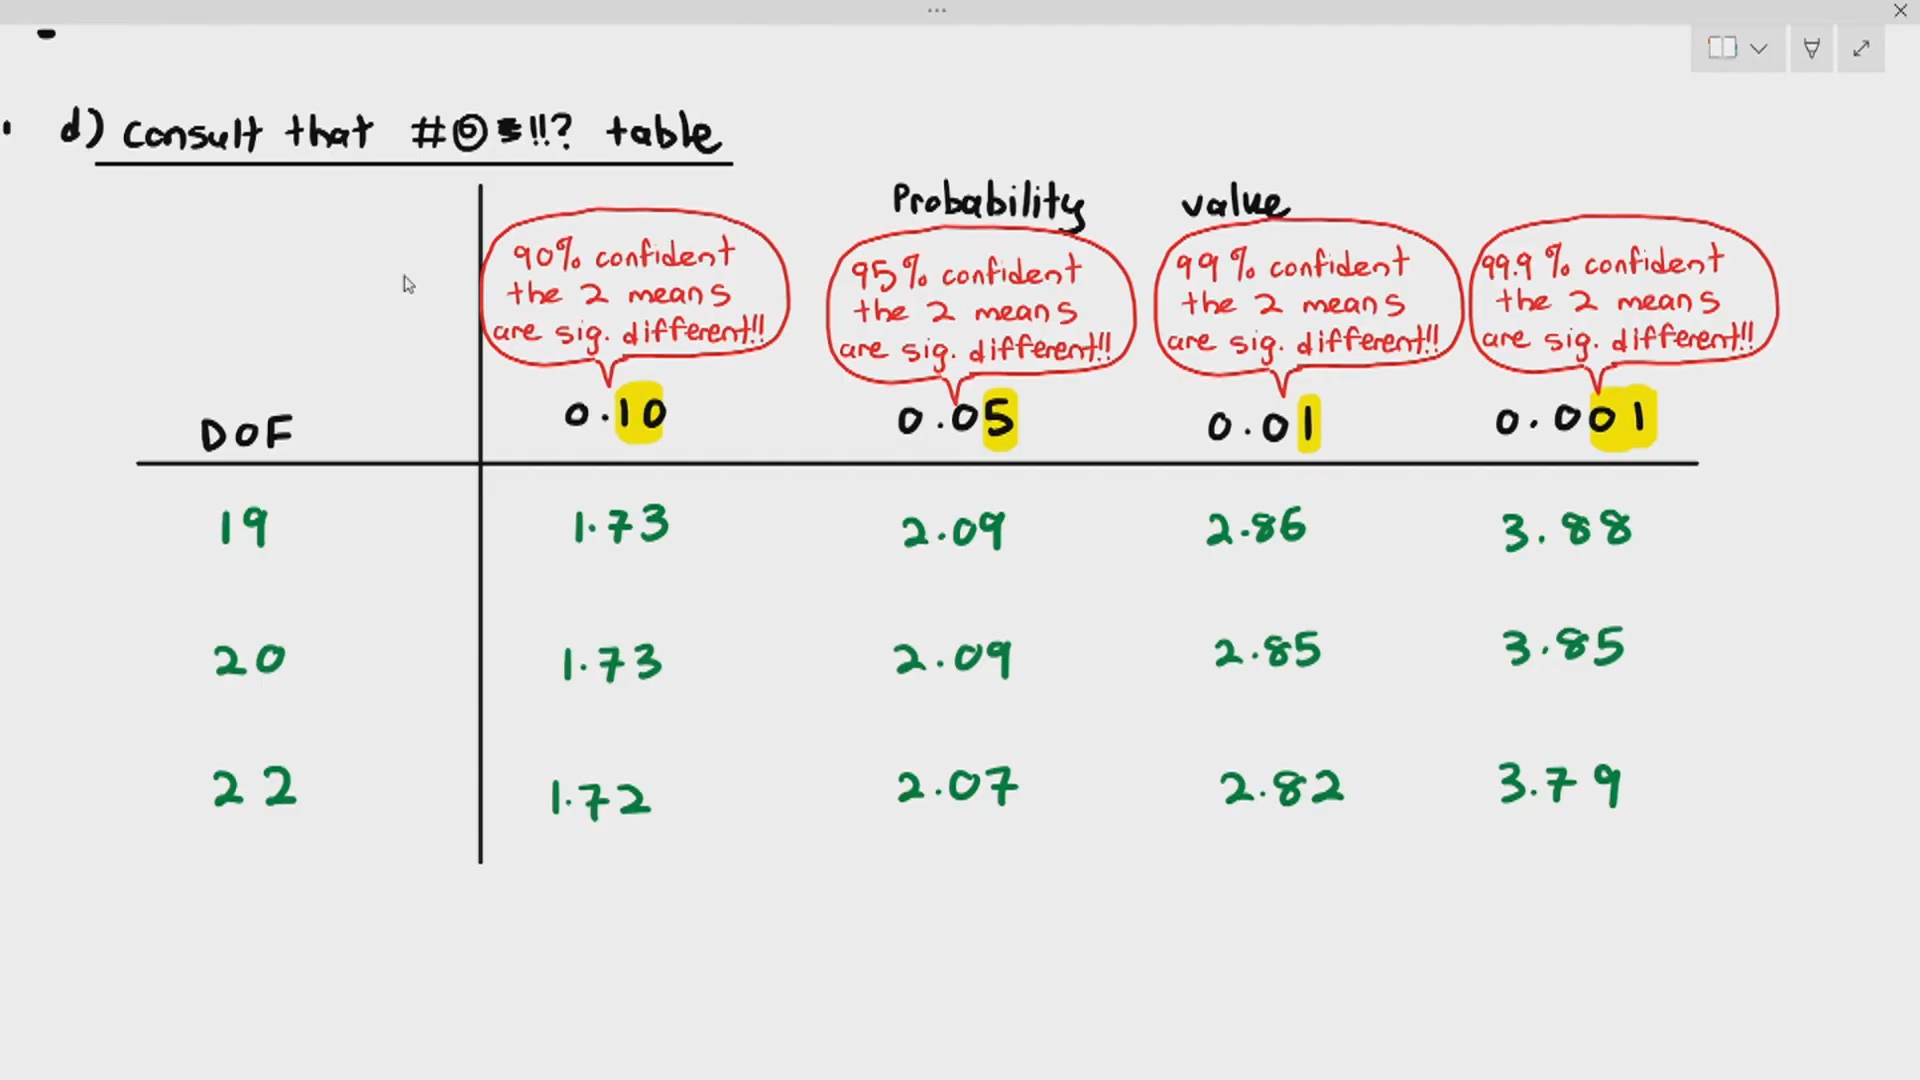 d) consult that #@$!!? table
Probability value
90% confident
the 2 means
are sig. different!!
95% confident
the 2 means
are sig. different!!
99% confident
the 2 means
are sig. different!!
99.9% confident
the 2 means
are sig. different!!
DOF 0.10 0.05 0.01 0.001
19 1.73 2.09 2.86 3.88
20 1.73 2.09 2.85 3.85
22 1.72 2.07 2.82 3.79